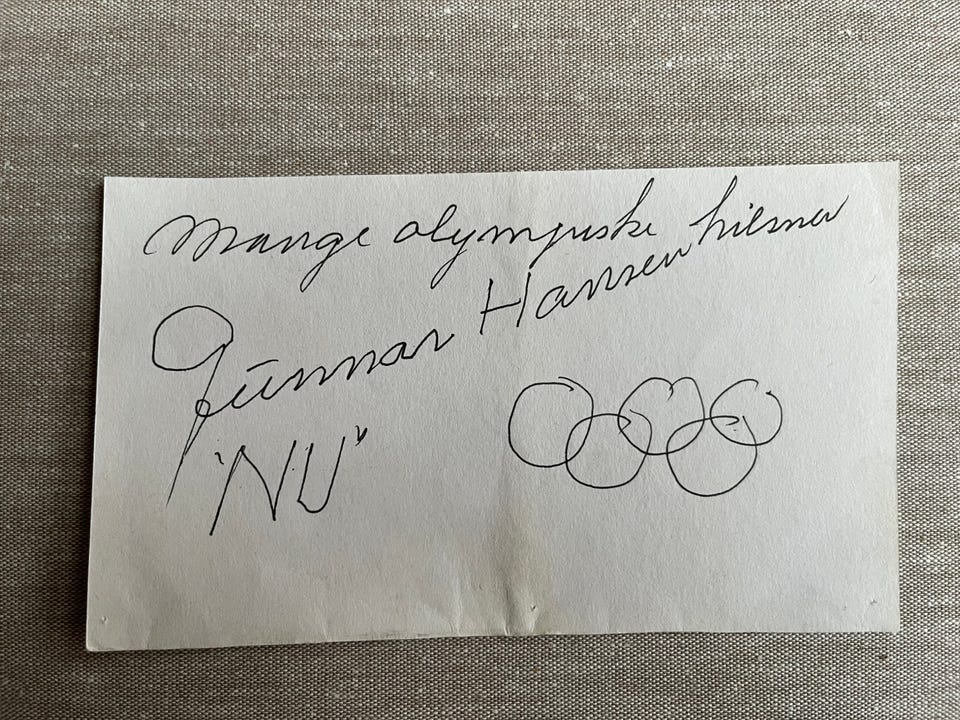 Mange olympiske hilsner
Gunnar Hansen
"NU"